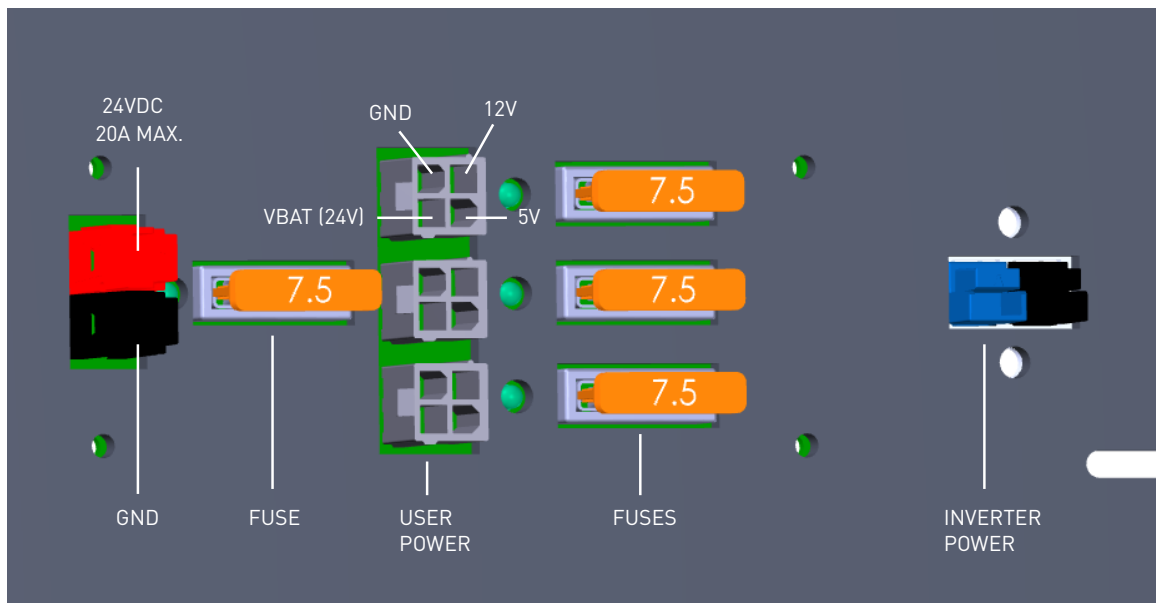 24VDC
20A MAX.
GND
12V
VBAT (24V)
5V
7.5
7.5
7.5
7.5
GND
FUSE
USER
POWER
FUSES
INVERTER
POWER